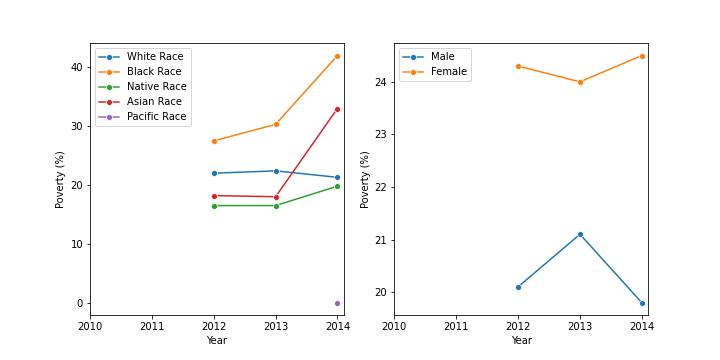 White Race
Black Race
Native Race
Asian Race
Pacific Race
40
30
20
10
0
Poverty (%)
2010 2011 2012 2013 2014
Year
Male
Female
24
23
22
21
20
Poverty (%)
2010 2011 2012 2013 2014
Year